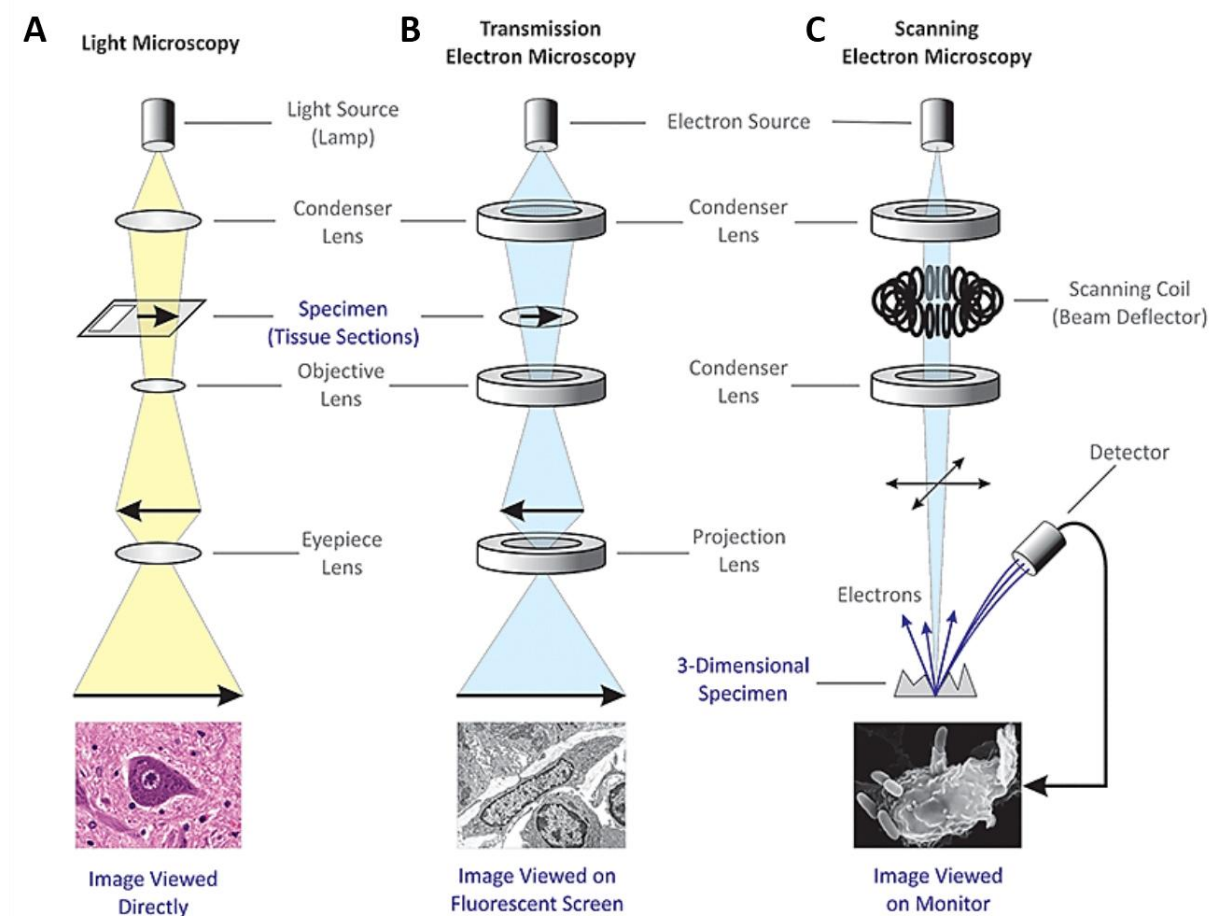 A
Light Microscopy
B
Transmission
Electron Microscopy
C
Scanning
Electron Microscopy
Light Source
(Lamp)
Electron Source
Condenser
Lens
Condenser
Lens
Specimen
(Tissue Sections)
Scanning Coil
(Beam Deflector)
Objective
Lens
Condenser
Lens
Detector
Eyepiece
Lens
Projection
Lens
Electrons
3-Dimensional
Specimen
Image Viewed
Directly
Image Viewed on
Fluorescent Screen
Image Viewed
on Monitor